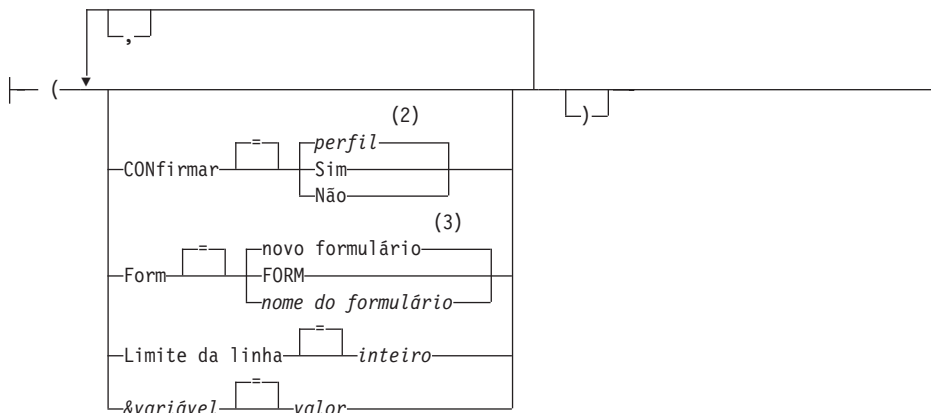 ,
( )
(2)
perfil
CONfirmar = Sim
Não
(3)
novo formulário
Form = FORM
nome do formulário
Limite da linha = inteiro
&variável = valor